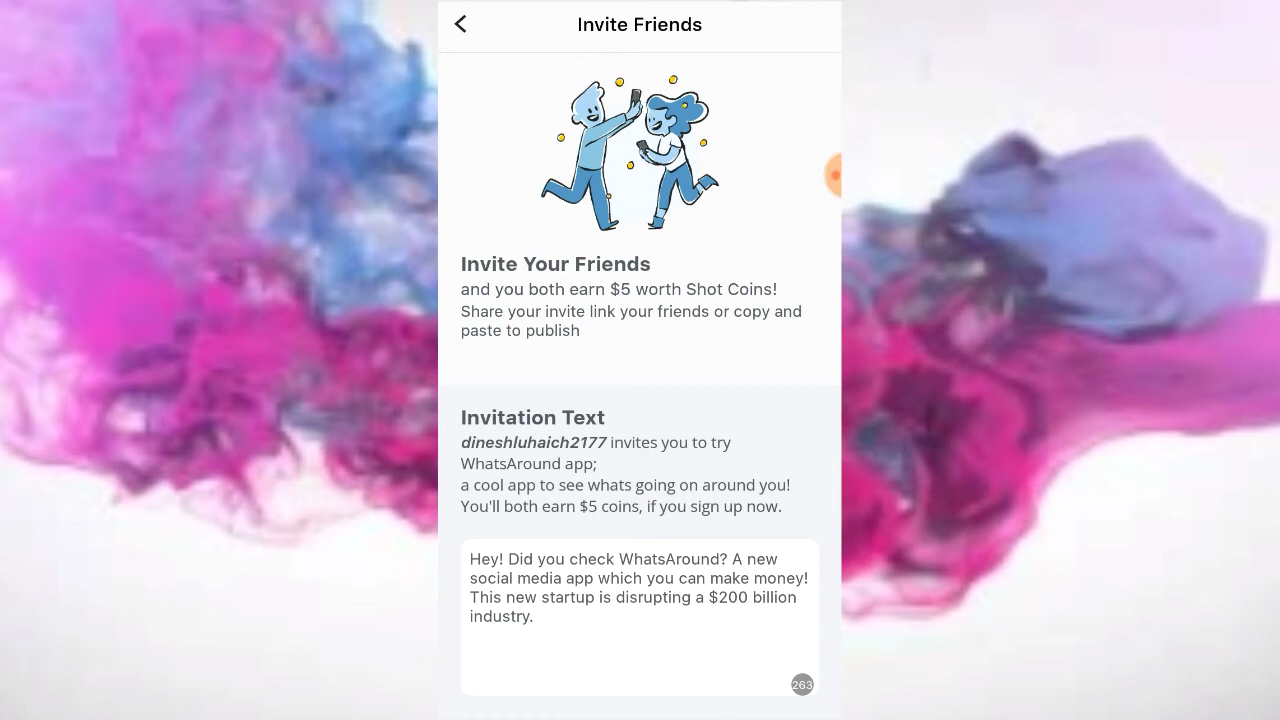 Invite Friends
Invite Your Friends
and you both earn $5 worth Shot Coins!
Share your invite link your friends or copy and
paste to publish
Invitation Text
dineshluhaich2177 invites you to try
WhatsAround app;
a cool app to see whats going on around you!
You'll both earn $5 coins, if you sign up now.
Hey! Did you check WhatsAround? A new
social media app which you can make money!
This new startup is disrupting a $200 billion
industry.
263